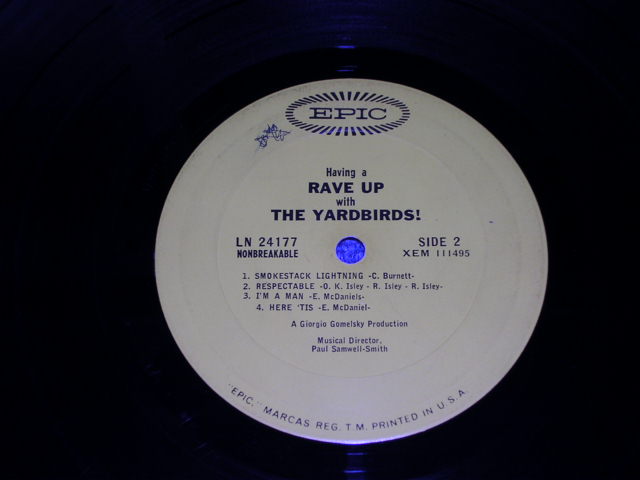 EPIC
Having a
RAVE UP
with
THE YARDBIRDS!
LN 24177
NONBREAKABLE
SIDE 2
XEM 111495
1. SMOKESTACK LIGHTNING -C. Burnett-
2. RESPECTABLE -O. K. Isley - R. Isley - R. Isley-
3. I'M A MAN -E. McDaniels-
4. HERE 'TIS -E. McDaniel-
A Giorgio Gomelsky Production
Musical Director,
Paul Samwell-Smith
"EPIC," MARCAS REG. T.M. PRINTED IN U.S.A.